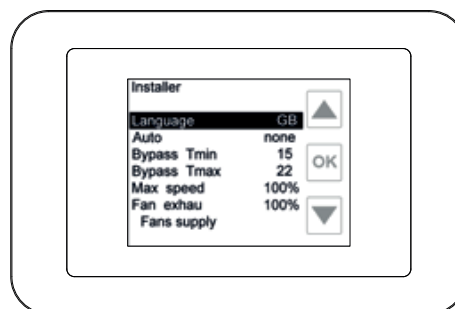 Installer
Language GB
Auto none
Bypass Tmin 15
Bypass Tmax 22
Max speed 100%
Fan exhau 100%
Fans supply
OK